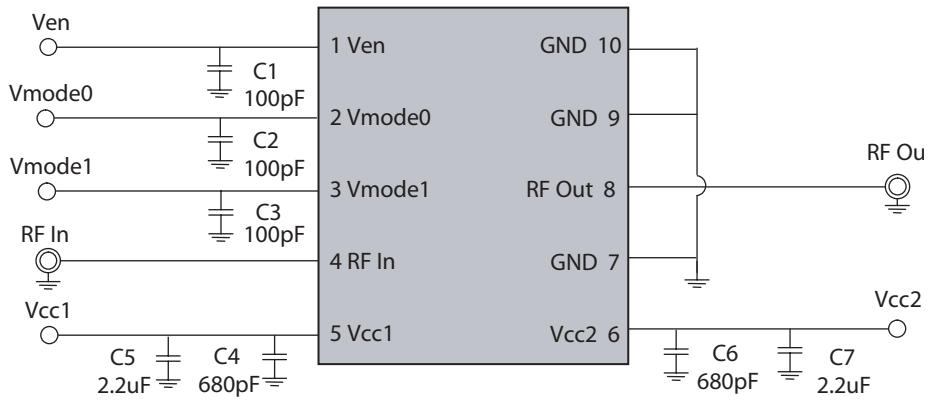 Ven
1 Ven
GND 10
C1
100pF
Vmode0
2 Vmode0
GND 9
C2
100pF
Vmode1
3 Vmode1
RF Out 8
RF Ou
C3
100pF
RF In
4 RF In
GND 7
Vcc1
5 Vcc1
Vcc2 6
Vcc2
C5
2.2uF
C4
680pF
C6
680pF
C7
2.2uF